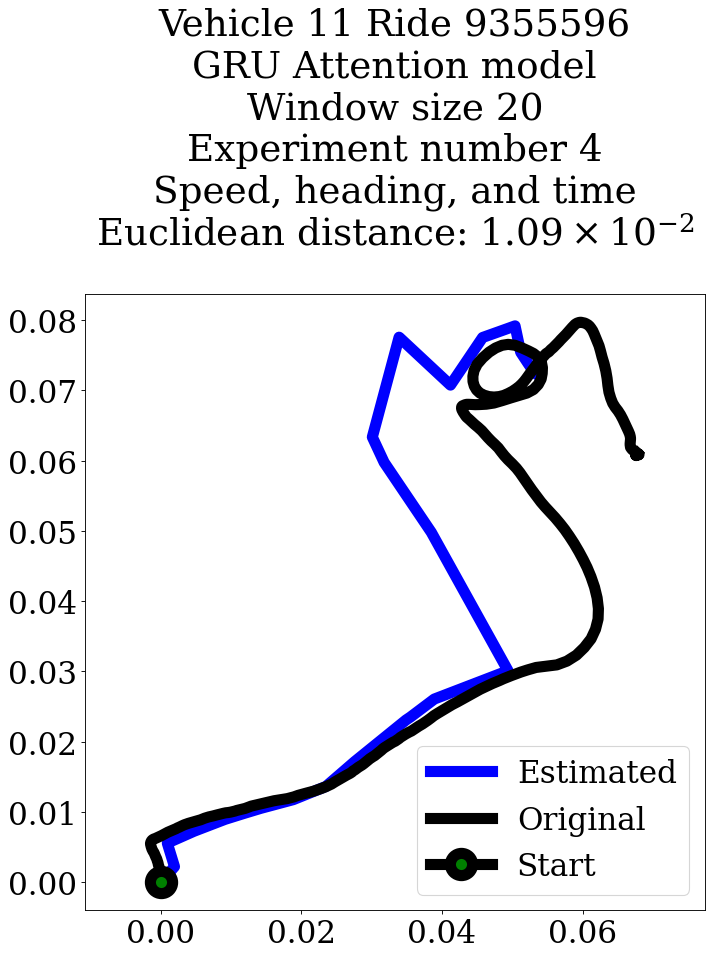 Vehicle 11 Ride 9355596
GRU Attention model
Window size 20
Experiment number 4
Speed, heading, and time
Euclidean distance: 1.09 × 10⁻²
0.08
0.07
0.06
0.05
0.04
0.03
0.02
0.01
0.00
Estimated
Original
Start
0.00 0.02 0.04 0.06